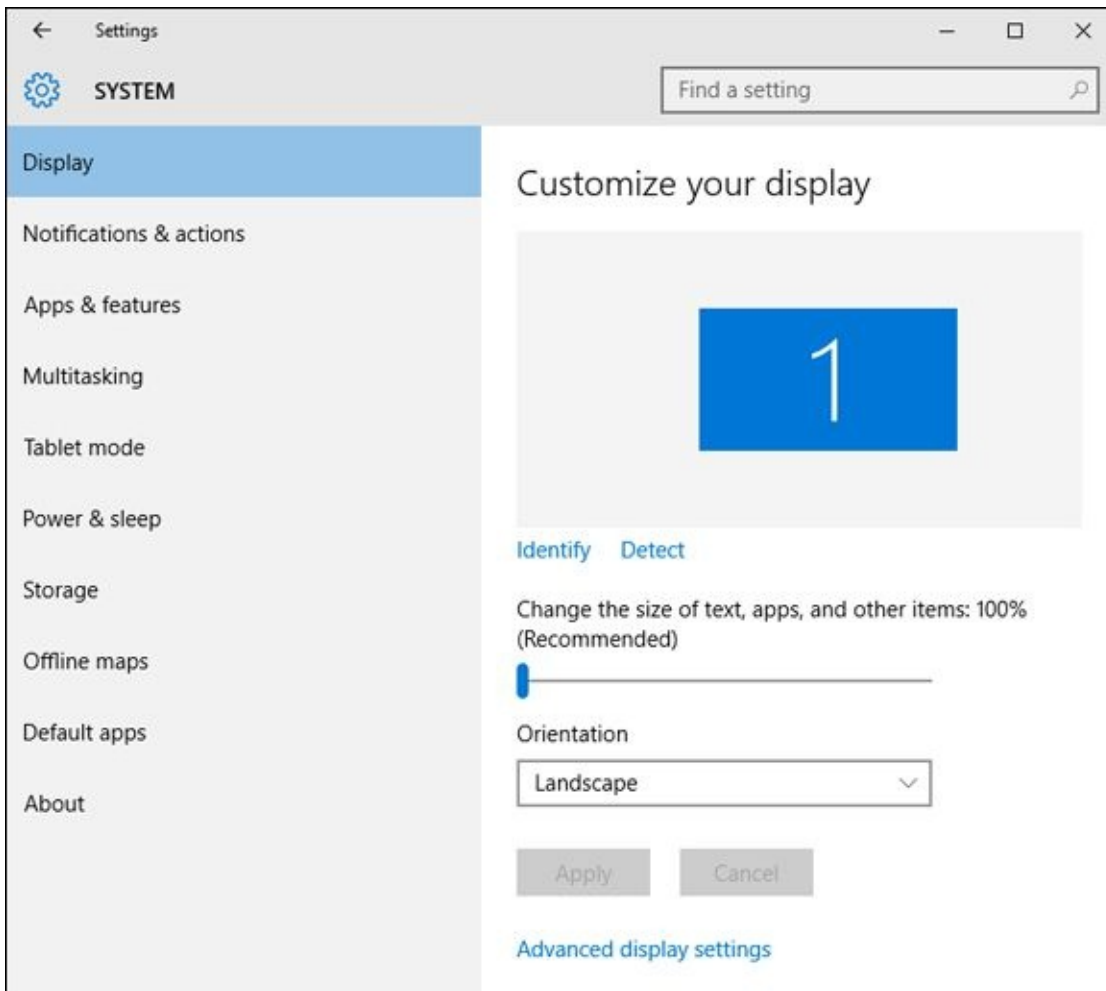 Settings
SYSTEM
Find a setting
Display
Notifications & actions
Apps & features
Multitasking
Tablet mode
Power & sleep
Storage
Offline maps
Default apps
About
Customize your display
1
Identify Detect
Change the size of text, apps, and other items: 100%
(Recommended)
Orientation
Landscape
Apply Cancel
Advanced display settings